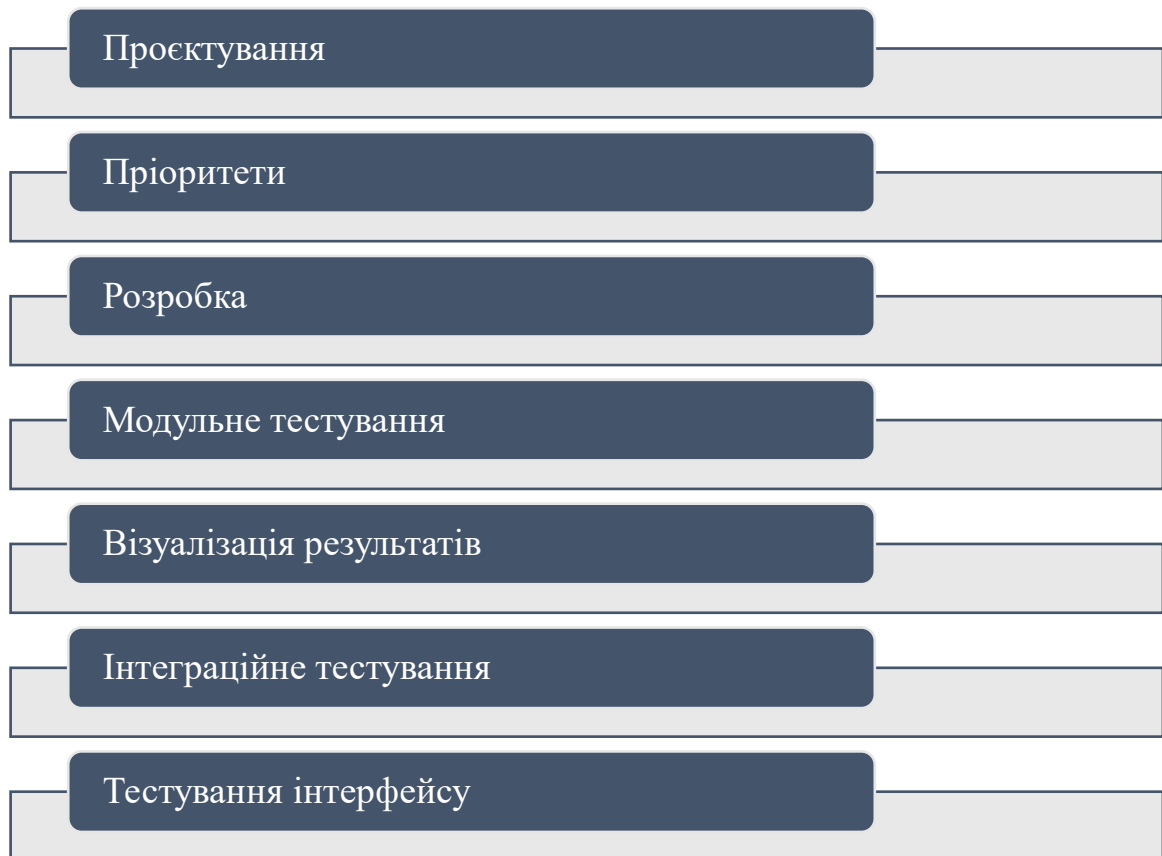 Проєктування
Пріоритети
Розробка
Модульне тестування
Візуалізація результатів
Інтеграційне тестування
Тестування інтерфейсу